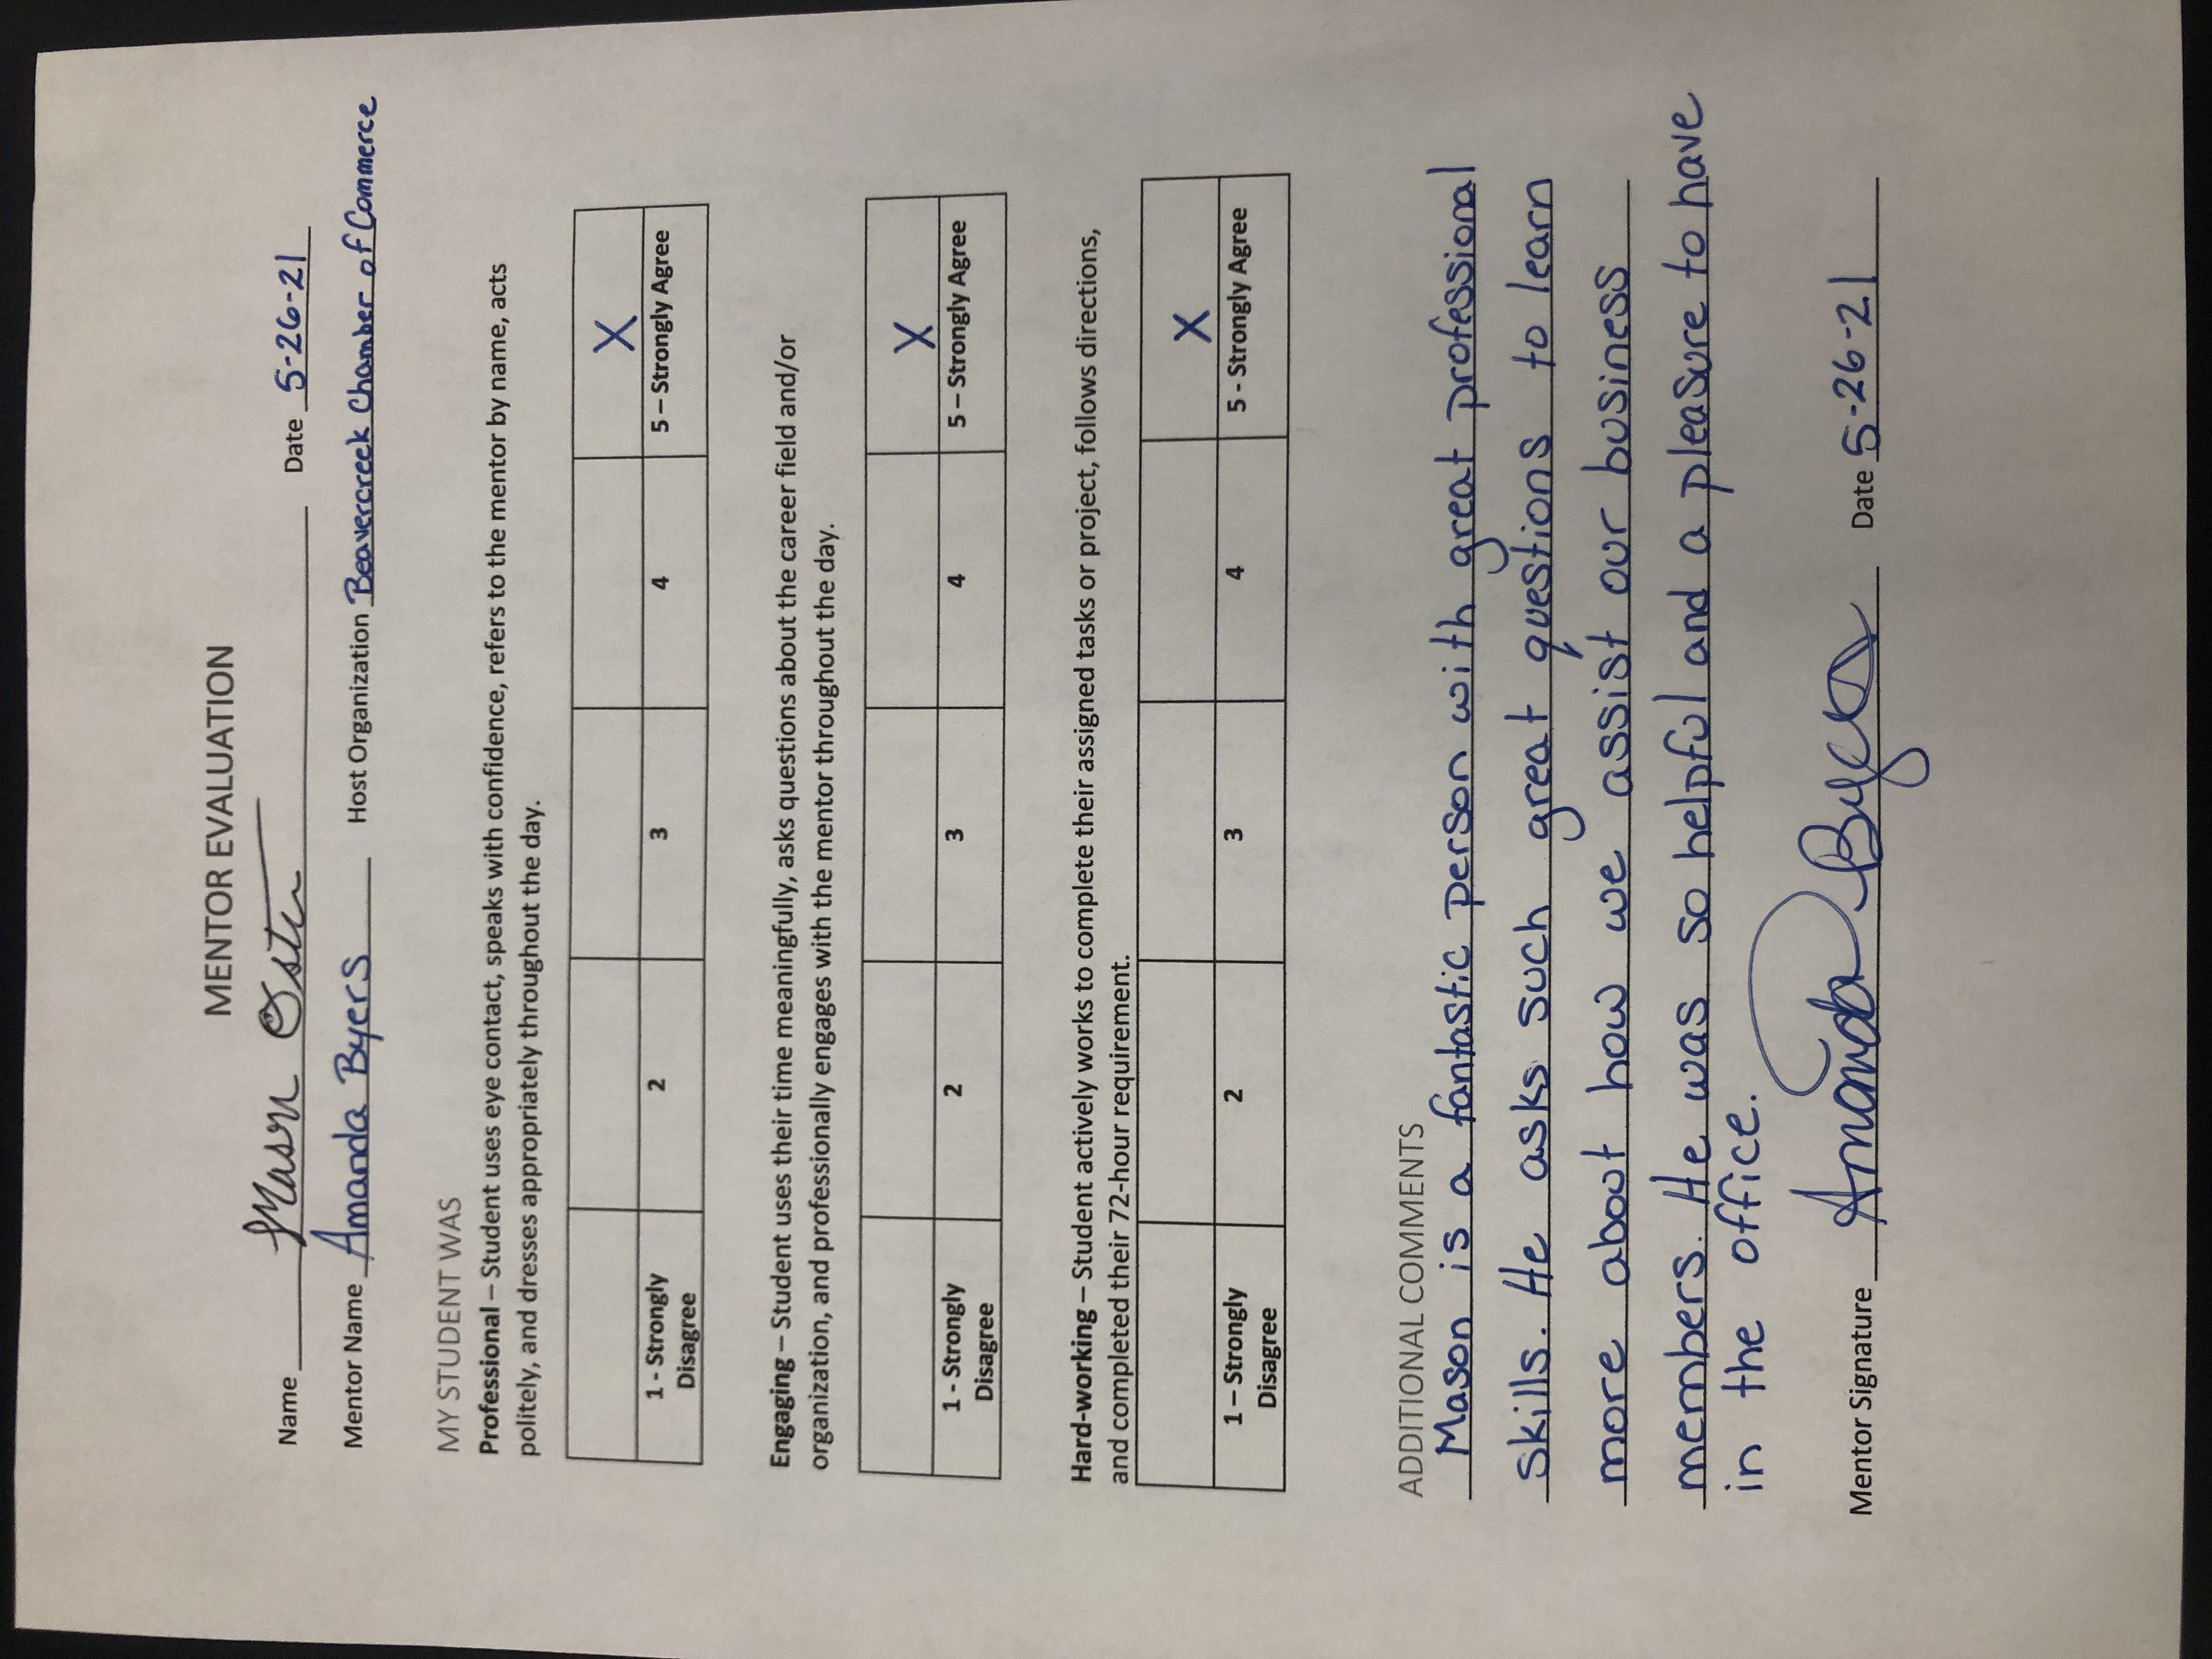 MENTOR EVALUATION
Name Mason Oster Date 5-26-21
Mentor Name Amanda Byers Host Organization Beavercreek Chamber of Commerce
MY STUDENT WAS
Professional – Student uses eye contact, speaks with confidence, refers to the mentor by name, acts
politely, and dresses appropriately throughout the day.
X
1 - Strongly Disagree 2 3 4 5 – Strongly Agree
Engaging – Student uses their time meaningfully, asks questions about the career field and/or
organization, and professionally engages with the mentor throughout the day.
X
1 - Strongly Disagree 2 3 4 5 – Strongly Agree
Hard-working – Student actively works to complete their assigned tasks or project, follows directions,
and completed their 72-hour requirement.
X
1 – Strongly Disagree 2 3 4 5 - Strongly Agree
ADDITIONAL COMMENTS
Mason is a fantastic person with great professional
skills. He asks such great questions to learn
more about how we assist our business
members. He was so helpful and a pleasure to have
in the office.
Mentor Signature Amanda Byers Date 5-26-21